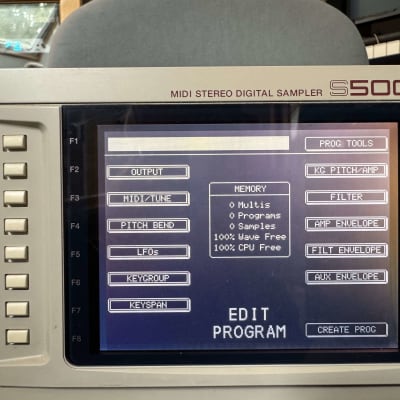 MIDI STEREO DIGITAL SAMPLER S500
F1
PROG TOOLS
F2
OUTPUT
KG PITCH/AMP
MEMORY
F3
MIDI/TUNE
0 Multis
FILTER
0 Programs
F4
PITCH BEND
0 Samples
AMP ENVELOPE
100% Wave Free
100% CPU Free
F5
LFOs
FILT ENVELOPE
F6
KEYGROUP
AUX ENVELOPE
F7
KEYSPAN
EDIT
PROGRAM
F8
CREATE PROG